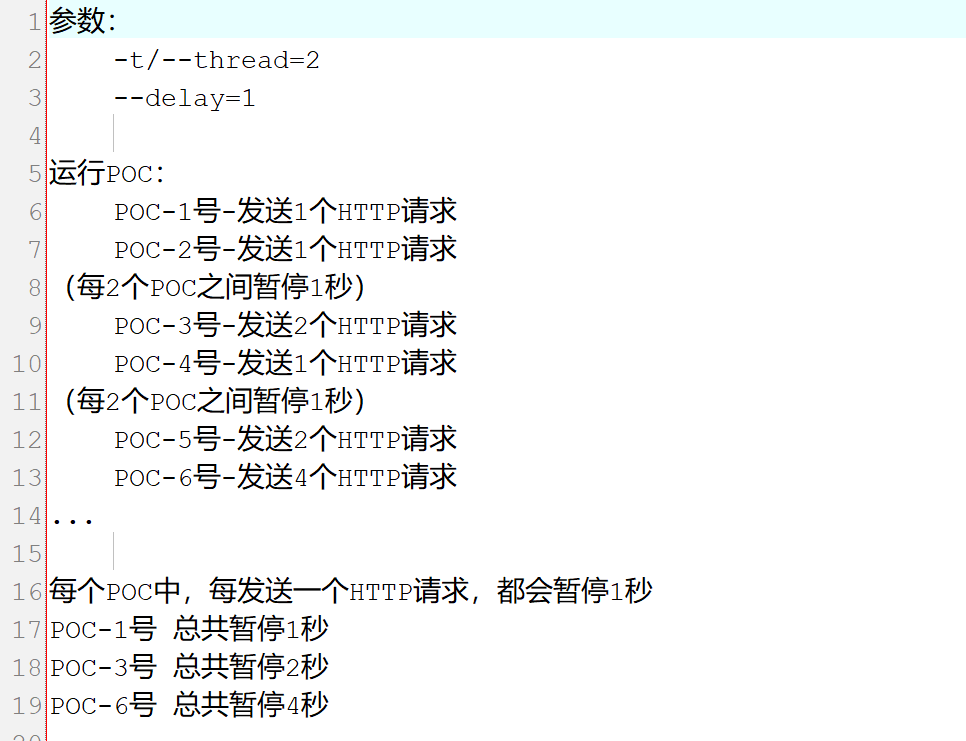 1 参数：
2 -t/--thread=2
3 --delay=1
4
5 运行POC：
6 POC-1号-发送1个HTTP请求
7 POC-2号-发送1个HTTP请求
8 （每2个POC之间暂停1秒）
9 POC-3号-发送2个HTTP请求
10 POC-4号-发送1个HTTP请求
11 （每2个POC之间暂停1秒）
12 POC-5号-发送2个HTTP请求
13 POC-6号-发送4个HTTP请求
14 ...
15
16 每个POC中，每发送一个HTTP请求，都会暂停1秒
17 POC-1号 总共暂停1秒
18 POC-3号 总共暂停2秒
19 POC-6号 总共暂停4秒